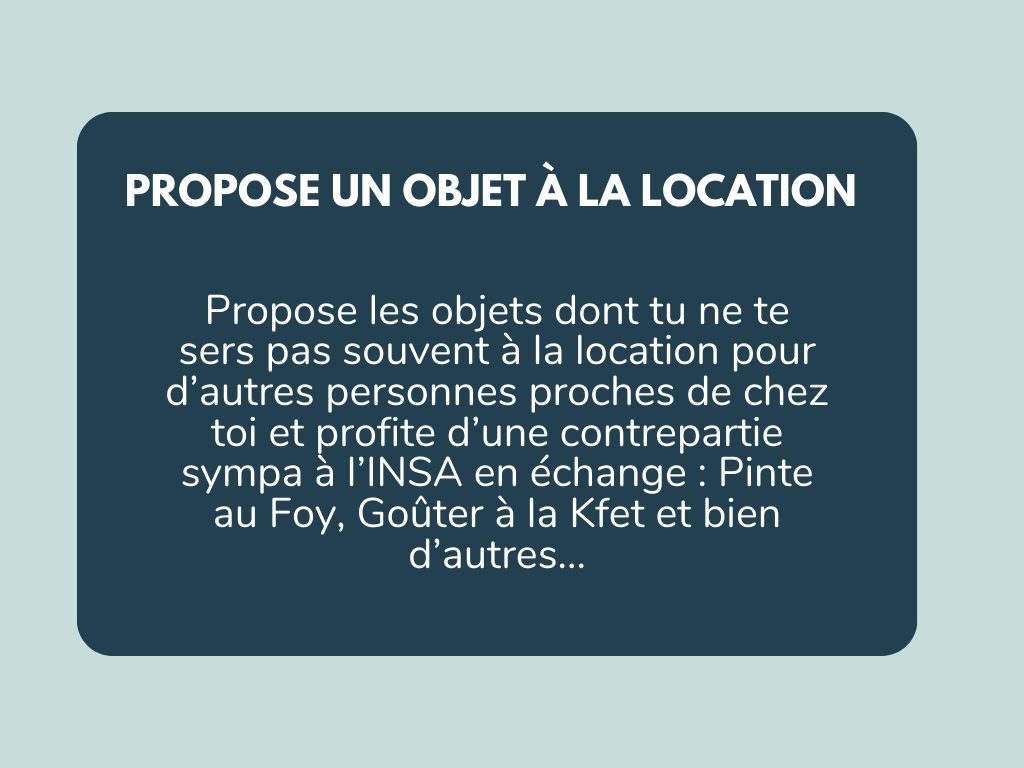 PROPOSE UN OBJET À LA LOCATION
Propose les objets dont tu ne te
sers pas souvent à la location pour
d’autres personnes proches de chez
toi et profite d’une contrepartie
sympa à l’INSA en échange : Pinte
au Foy, Goûter à la Kfet et bien
d’autres...